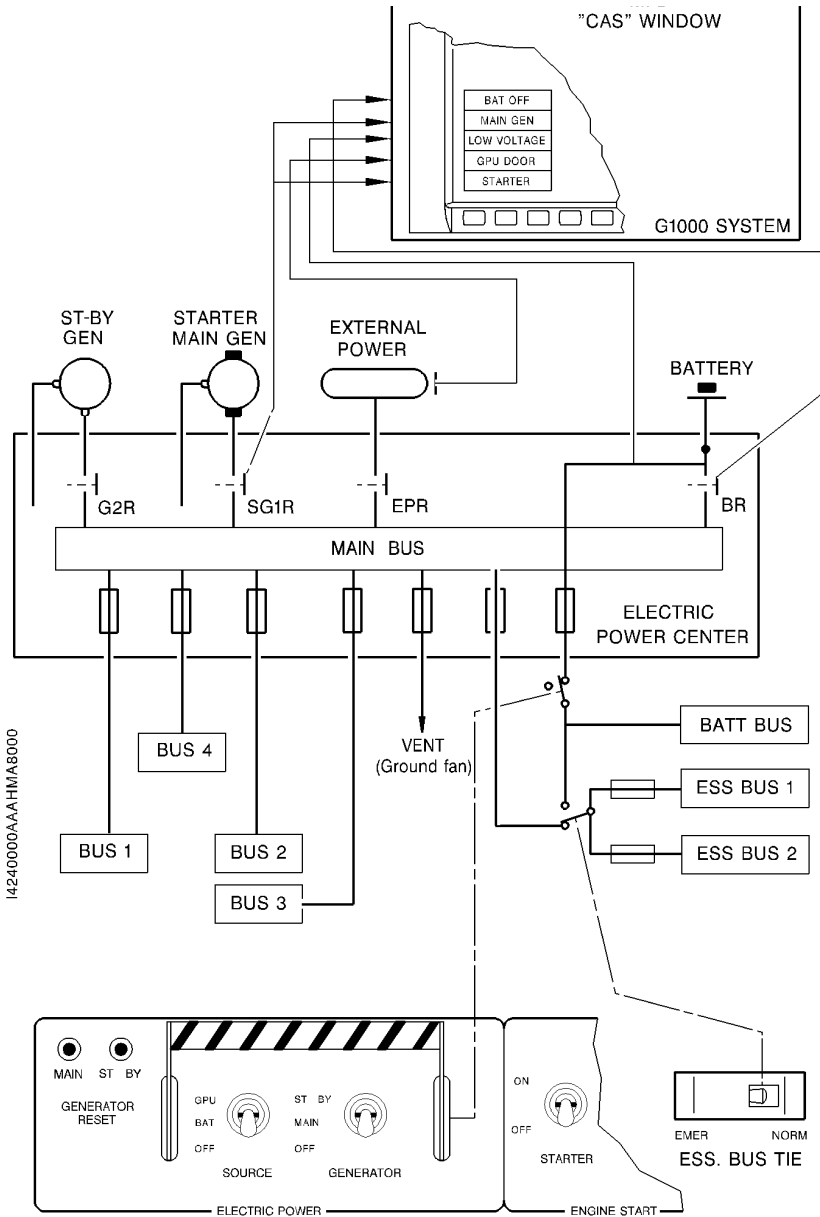 "CAS" WINDOW
BAT OFF
MAIN GEN
LOW VOLTAGE
GPU DOOR
STARTER
G1000 SYSTEM
ST-BY
GEN
STARTER
MAIN GEN
EXTERNAL
POWER
BATTERY
G2R
SG1R
EPR
BR
MAIN BUS
ELECTRIC
POWER CENTER
BUS 4
VENT
(Ground fan)
BATT BUS
ESS BUS 1
BUS 1
BUS 2
ESS BUS 2
BUS 3
I4240000AAAHMA8000
MAIN ST BY
GENERATOR
RESET
GPU
BAT
OFF
SOURCE
ST BY
MAIN
OFF
GENERATOR
ELECTRIC POWER
ON
OFF
STARTER
ENGINE START
EMER NORM
ESS. BUS TIE